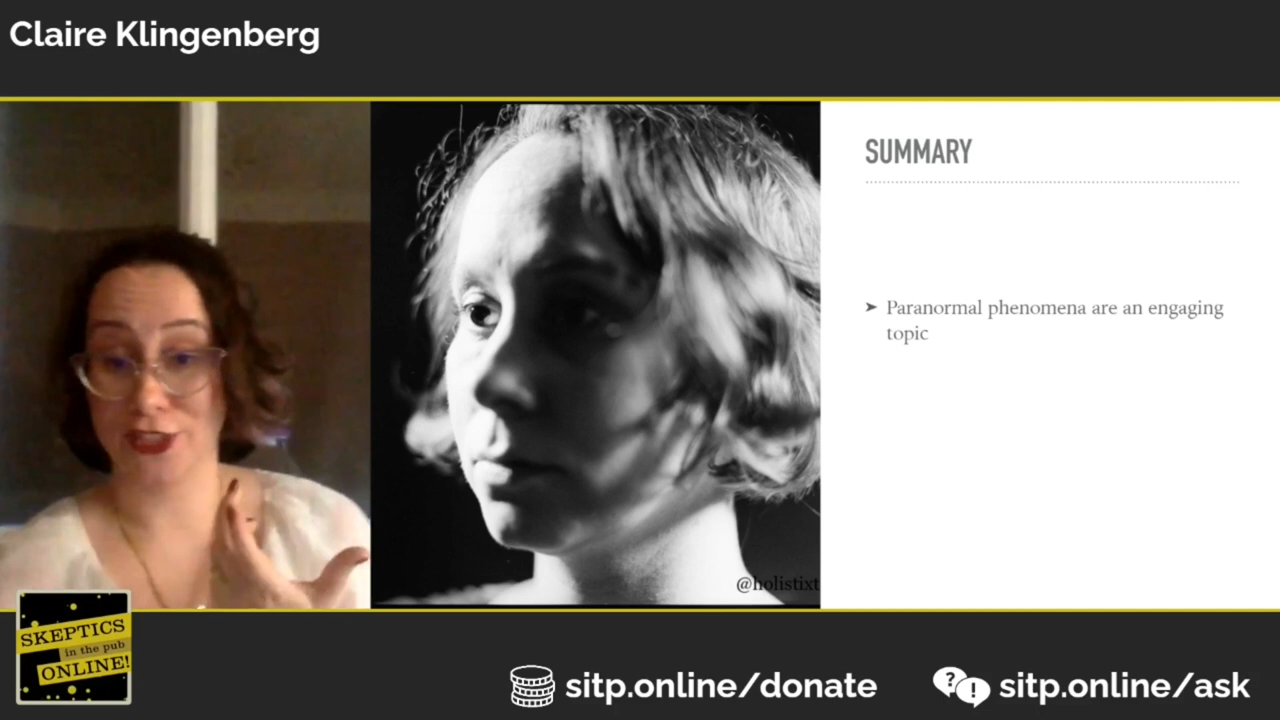 Claire Klingenberg
SUMMARY
➤ Paranormal phenomena are an engaging
topic
@holistixt
SKEPTICS
in the pub
ONLINE!
sitp.online/donate
? !
sitp.online/ask